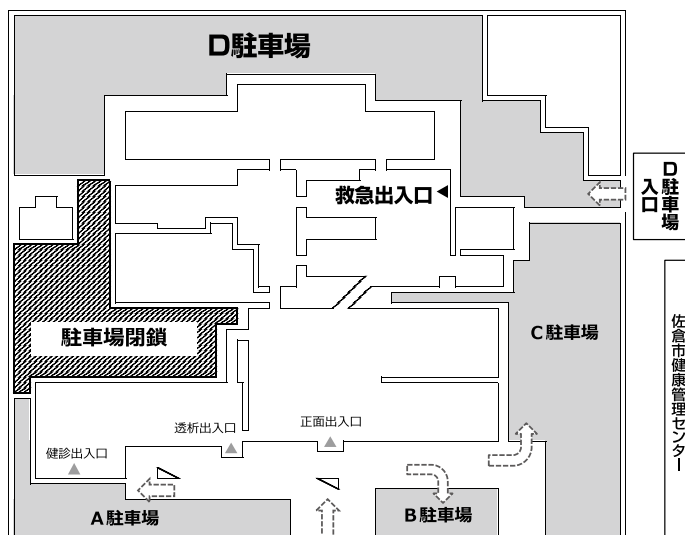 D駐車場
救急出入口
D駐車場
入口
駐車場閉鎖
C駐車場
佐倉市健康管理センター
透析出入口
正面出入口
健診出入口
A駐車場
B駐車場